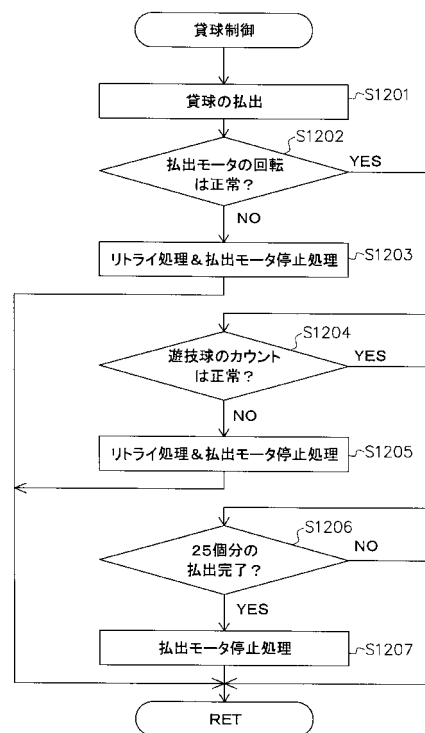 貸球制御
貸球の払出
S1201
S1202
払出モータの回転
は正常?
YES
NO
リトライ処理&払出モータ停止処理
S1203
S1204
遊技球のカウント
は正常?
YES
NO
リトライ処理&払出モータ停止処理
S1205
S1206
25個分の
払出完了?
NO
YES
払出モータ停止処理
S1207
RET